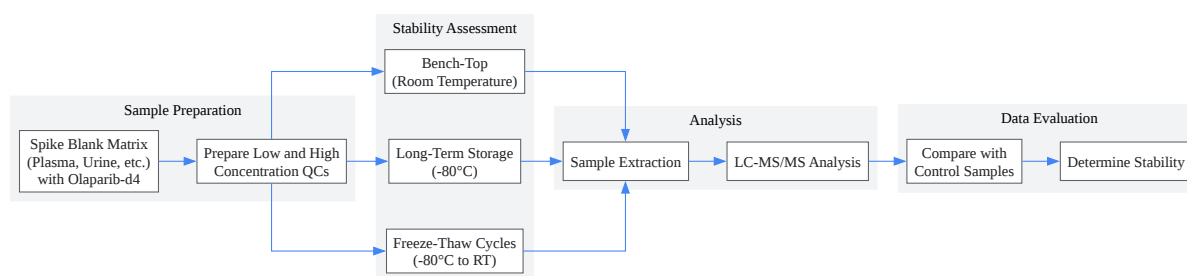 Sample Preparation
Spike Blank Matrix
(Plasma, Urine, etc.)
with Olaparib-d4
Prepare Low and High
Concentration QCs
Stability Assessment
Bench-Top
(Room Temperature)
Long-Term Storage
(-80°C)
Freeze-Thaw Cycles
(-80°C to RT)
Analysis
Sample Extraction
LC-MS/MS Analysis
Data Evaluation
Compare with
Control Samples
Determine Stability